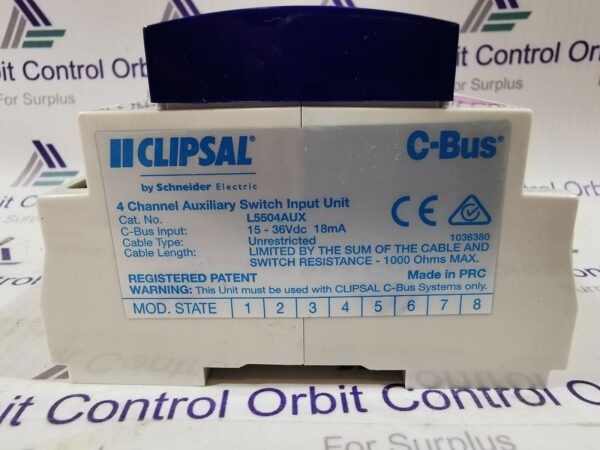 Orbit Control Orbit
For Surplus
CLIPSAL®
by Schneider Electric
C-Bus®
4 Channel Auxiliary Switch Input Unit
Cat. No. L5504AUX
C-Bus Input: 15 - 36Vdc 18mA
Cable Type: Unrestricted
1036380
Cable Length: LIMITED BY THE SUM OF THE CABLE AND
SWITCH RESISTANCE - 1000 Ohms MAX.
REGISTERED PATENT Made in PRC
WARNING: This Unit must be used with CLIPSAL C-Bus Systems only.
MOD. STATE 1 2 3 4 5 6 7 8
Control Orbit Control Orbit Control
For Surplus